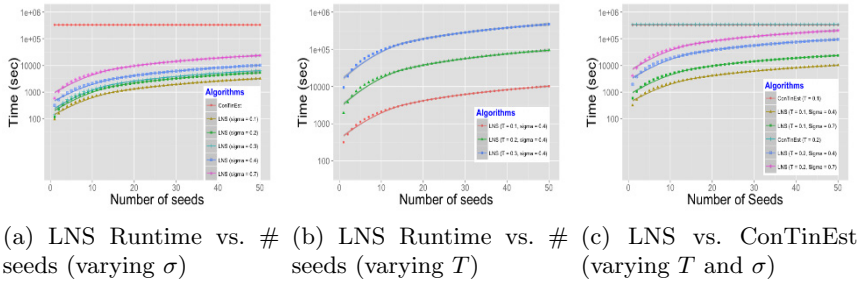 1e+06
1e+05
10000
1000
100
Time (sec)
0
10
20
30
40
50
Number of seeds
Algorithms
ConTinEst
LNS (sigma = 0.1)
LNS (sigma = 0.2)
LNS (sigma = 0.3)
LNS (sigma = 0.4)
LNS (sigma = 0.7)
1e+06
1e+05
10000
1000
100
Time (sec)
0
10
20
30
40
50
Number of seeds
Algorithms
LNS (T = 0.1, sigma = 0.4)
LNS (T = 0.2, sigma = 0.4)
LNS (T = 0.5, sigma = 0.4)
1e+06
1e+05
10000
1000
100
Time (sec)
0
10
20
30
40
50
Number of Seeds
Algorithms
LNS (T = 0.1, Sigma = 0.4)
LNS (T = 0.1, Sigma = 0.7)
ConTinEst (T = 0.2)
LNS (T = 0.2, Sigma = 0.4)
LNS (T = 0.2, Sigma = 0.7)
(a) LNS Runtime vs. #
seeds (varying σ)
(b) LNS Runtime vs. #
seeds (varying T)
(c) LNS vs. ConTinEst
(varying T and σ)